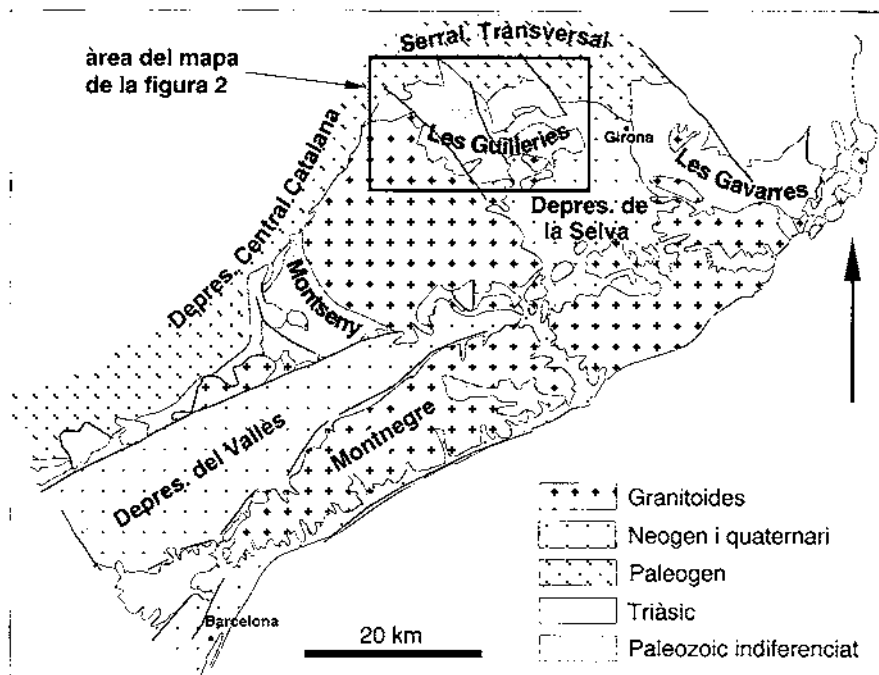 Serral. Transversal
àrea del mapa
de la figura 2
Les Guilleries
Girona
Les Gavarres
Depres. de
la Selva
Depres. Central Catalana
Montseny
Depres. del Vallès
Montnegre
Barcelona
20 km
Granitoides
Neogen i quaternari
Paleogen
Triàsic
Paleozoic indiferenciat